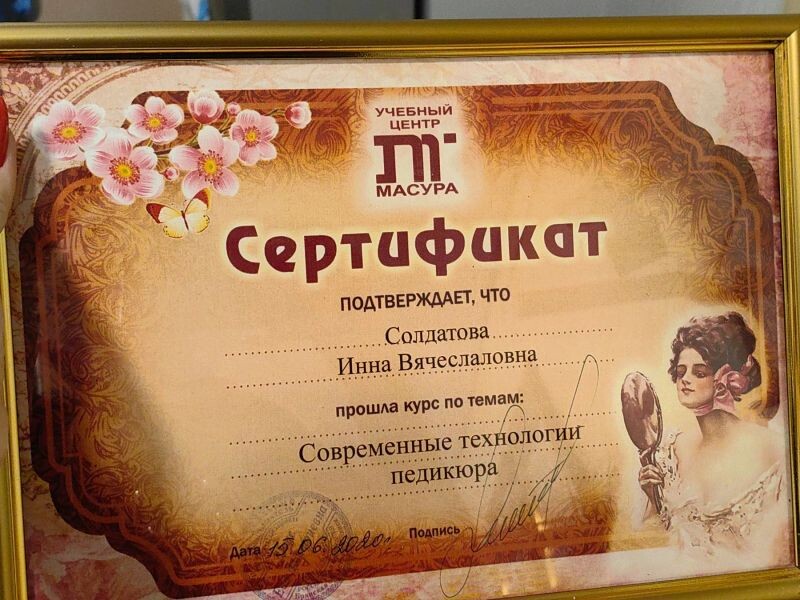 УЧЕБНЫЙ
ЦЕНТР
МАСУРА
Сертификат
ПОДТВЕРЖДАЕТ, ЧТО
Солдатова
Инна Вячеслаловна
прошла курс по темам:
Современные технологии
педикюра
Дата 15.06.2020г. Подпись